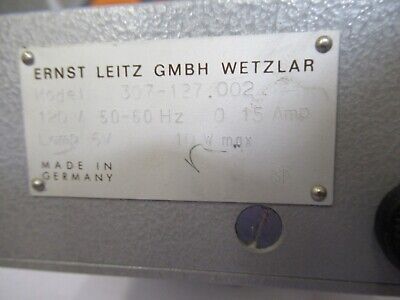 ERNST LEITZ GMBH WETZLAR
Model 307-127.002
120 V 50-60 Hz 0.15 Amp
Lamp 6V 10 W max
MADE IN
GERMANY